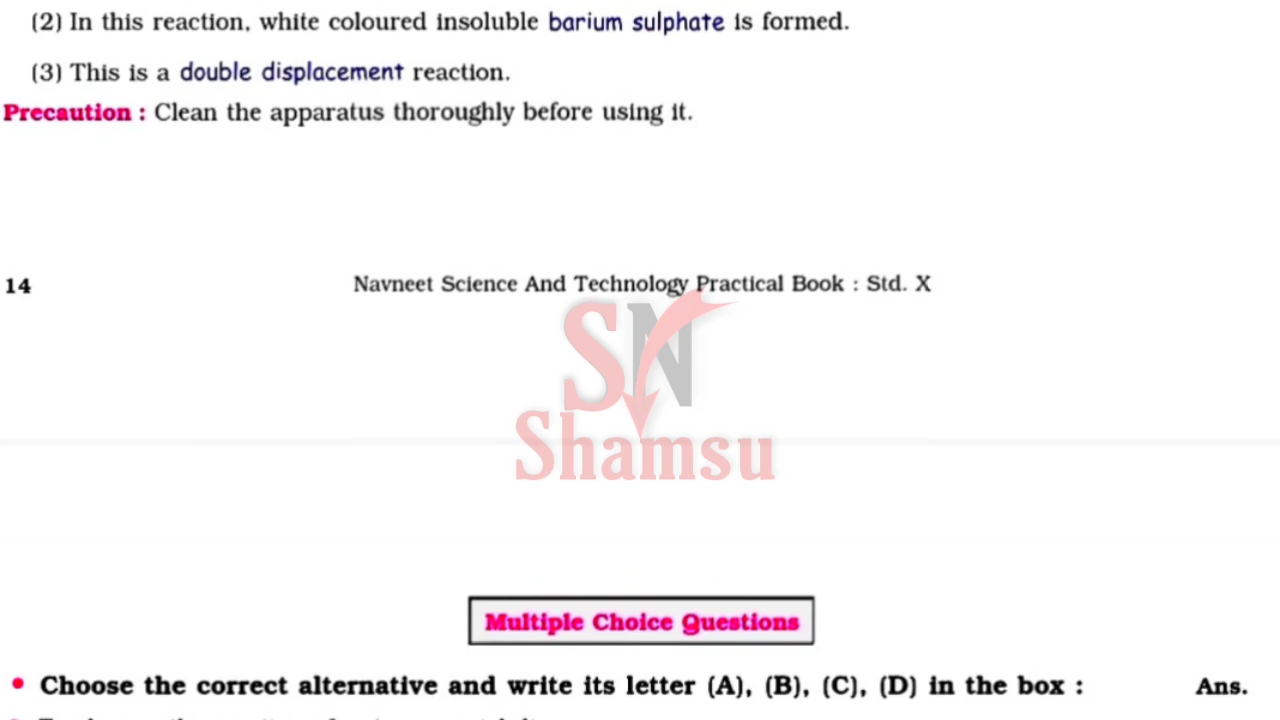 (2) In this reaction, white coloured insoluble barium sulphate is formed.
(3) This is a double displacement reaction.
Precaution : Clean the apparatus thoroughly before using it.
14 Navneet Science And Technology Practical Book : Std. X
SN
Shamsu
Multiple Choice Questions
• Choose the correct alternative and write its letter (A), (B), (C), (D) in the box : Ans.